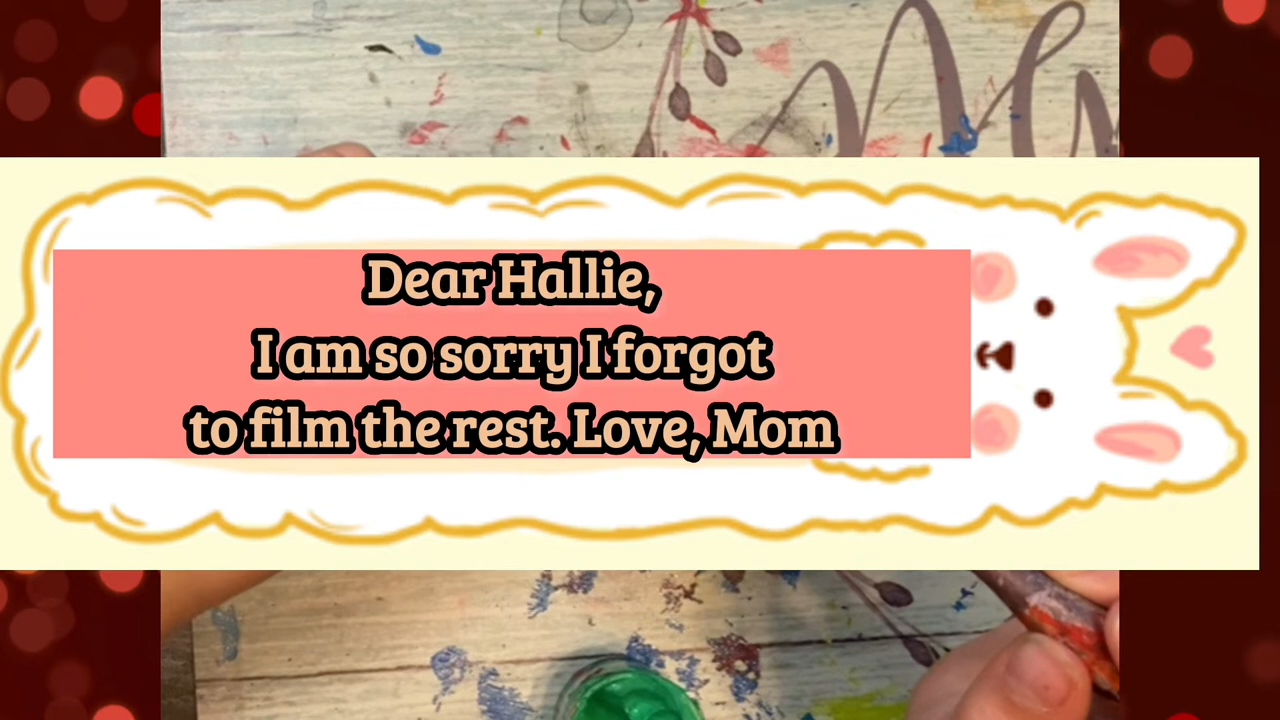 Dear Hallie,
I am so sorry I forgot
to film the rest. Love, Mom